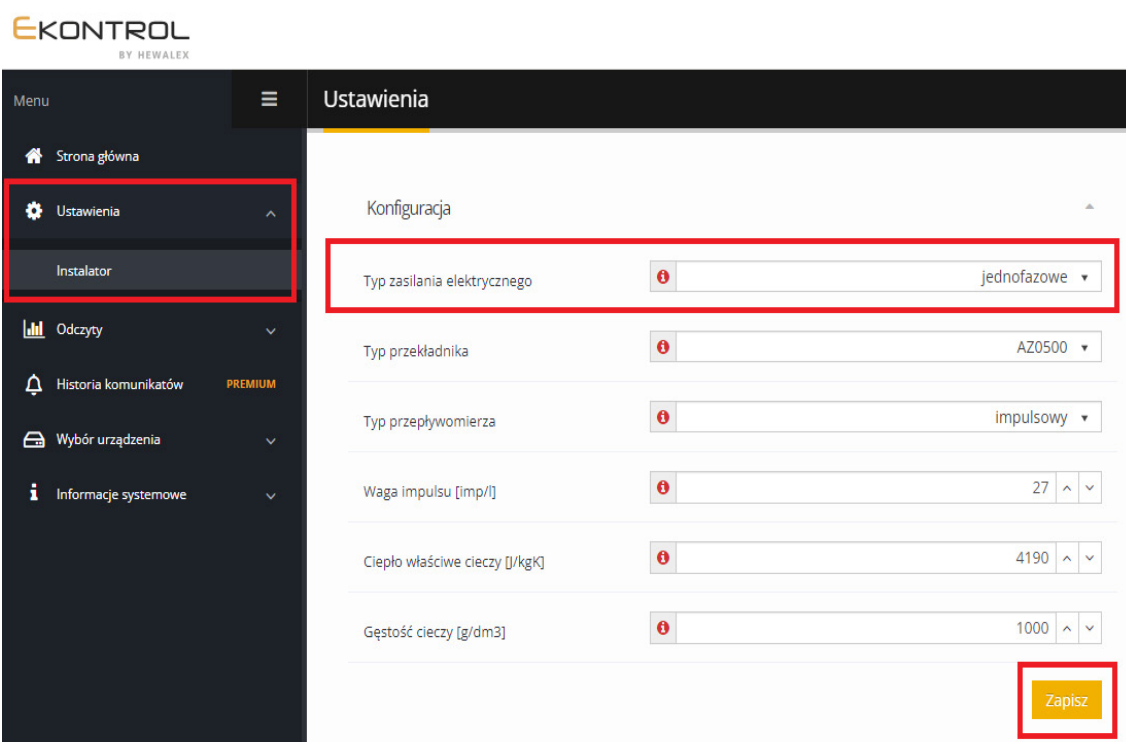 EKONTROL
BY HEWALEX
Menu
Ustawienia
Strona główna
Ustawienia
Instalator
Odczyty
Historia komunikatów PREMIUM
Wybór urządzenia
Informacje systemowe
Konfiguracja
Typ zasilania elektrycznego jednofazowe
Typ przekładnika AZ0500
Typ przepływomierza impulsowy
Waga impulsu [imp/l] 27
Ciepło właściwe cieczy [J/kgK] 4190
Gęstość cieczy [g/dm3] 1000
Zapisz